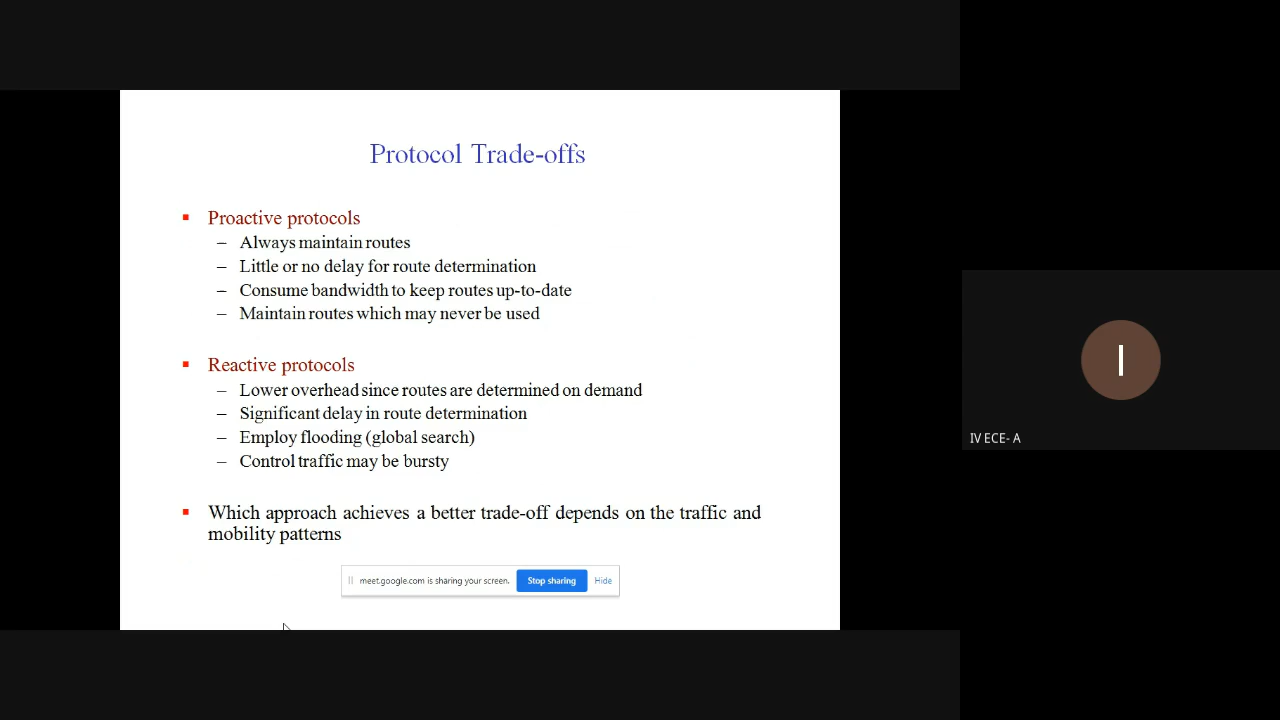 Protocol Trade-offs
▪ Proactive protocols
– Always maintain routes
– Little or no delay for route determination
– Consume bandwidth to keep routes up-to-date
– Maintain routes which may never be used
▪ Reactive protocols
– Lower overhead since routes are determined on demand
– Significant delay in route determination
– Employ flooding (global search)
– Control traffic may be bursty
▪ Which approach achieves a better trade-off depends on the traffic and
mobility patterns
meet.google.com is sharing your screen. Stop sharing Hide
I
IV ECE- A